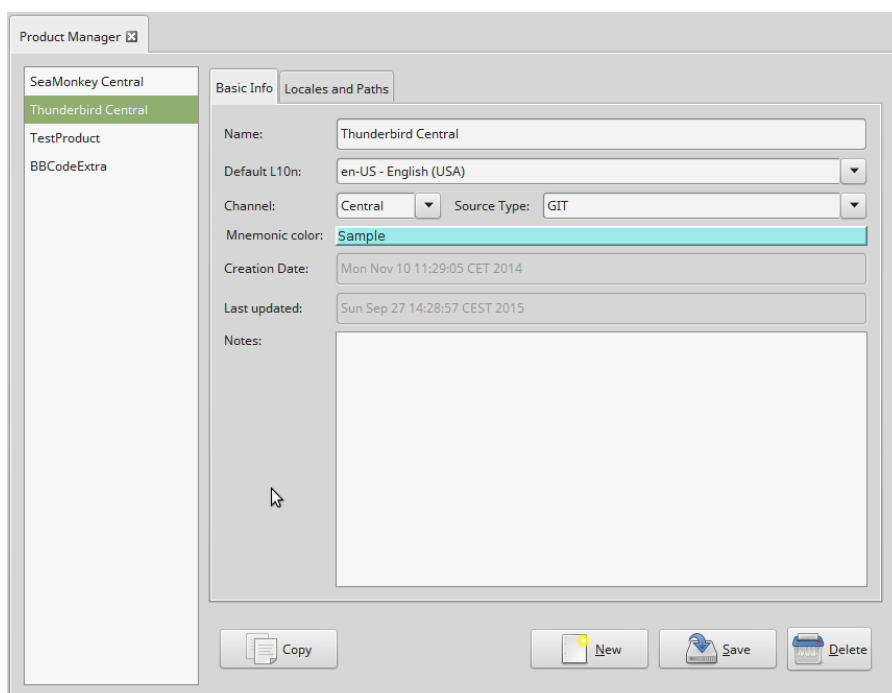 Product Manager
SeaMonkey Central
Thunderbird Central
TestProduct
BBCodeExtra
Basic Info Locales and Paths
Name: Thunderbird Central
Default L10n: en-US - English (USA)
Channel: Central Source Type: GIT
Mnemonic color: Sample
Creation Date: Mon Nov 10 11:29:05 CET 2014
Last updated: Sun Sep 27 14:28:57 CEST 2015
Notes:
Copy New Save Delete